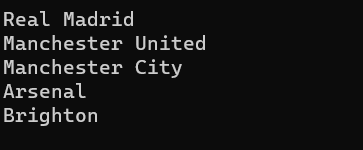 Real Madrid
Manchester United
Manchester City
Arsenal
Brighton